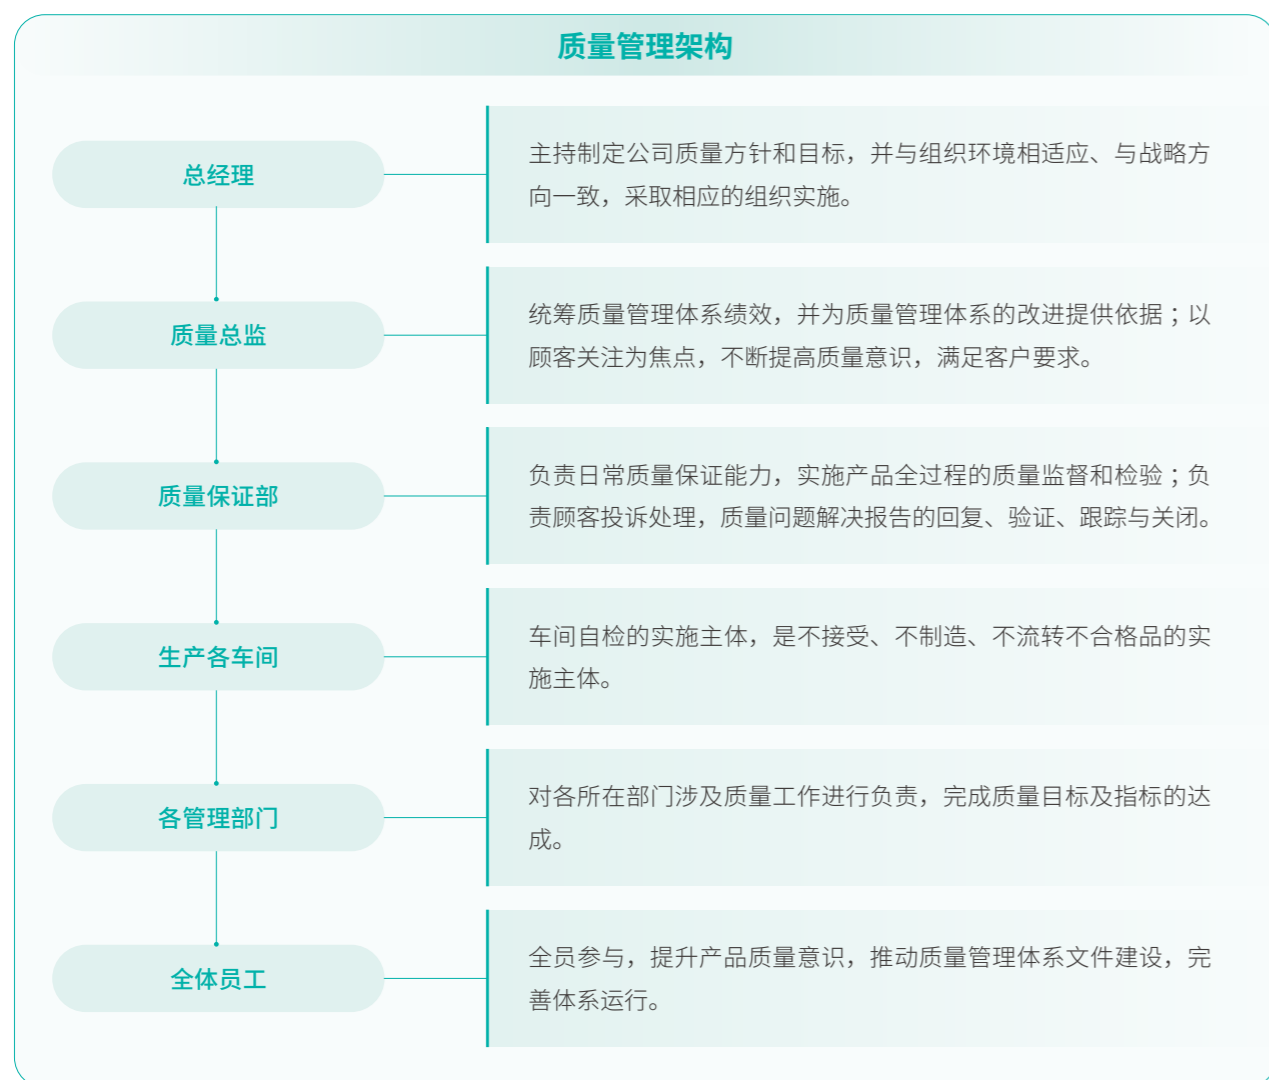 质量管理架构
总经理
主持制定公司质量方针和目标，并与组织环境相适应、与战略方
向一致，采取相应的组织实施。
质量总监
统筹质量管理体系绩效，并为质量管理体系的改进提供依据；以
顾客关注为焦点，不断提高质量意识，满足客户要求。
质量保证部
负责日常质量保证能力，实施产品全过程的质量监督和检验；负
责顾客投诉处理，质量问题解决报告的回复、验证、跟踪与关闭。
生产各车间
车间自检的实施主体，是不接受、不制造、不流转不合格品的实
施主体。
各管理部门
对各所在部门涉及质量工作进行负责，完成质量目标及指标的达
成。
全体员工
全员参与，提升产品质量意识，推动质量管理体系文件建设，完
善体系运行。